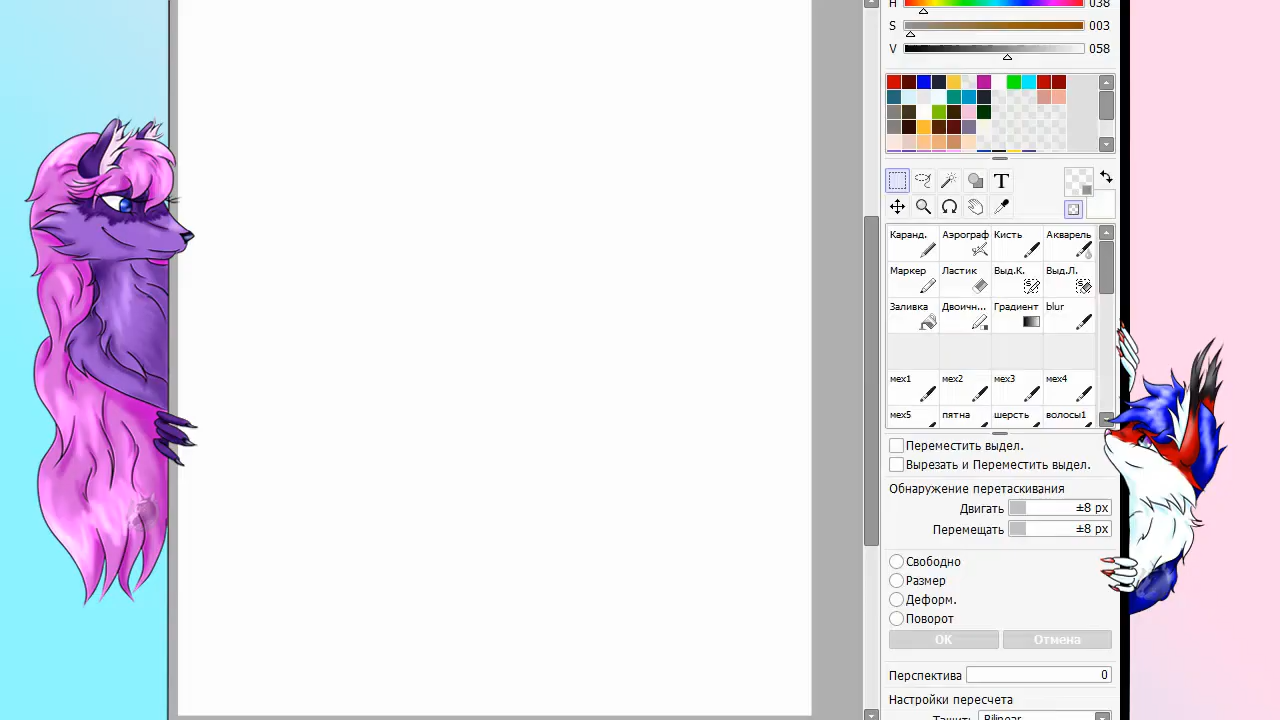 H 038
S 003
V 058
T
Каранд. Аэрограф Кисть Акварель
Маркер Ластик Выд.К. Выд.Л.
Заливка Двоичн... Градиент blur
мех1 мех2 мех3 мех4
мех5 пятна шерсть волосы1
Переместить выдел.
Вырезать и Переместить выдел.
Обнаружение перетаскивания
Двигать ±8 px
Перемещать ±8 px
Свободно
Размер
Деформ.
Поворот
OK Отмена
Перспектива 0
Настройки пересчета
Bilinear